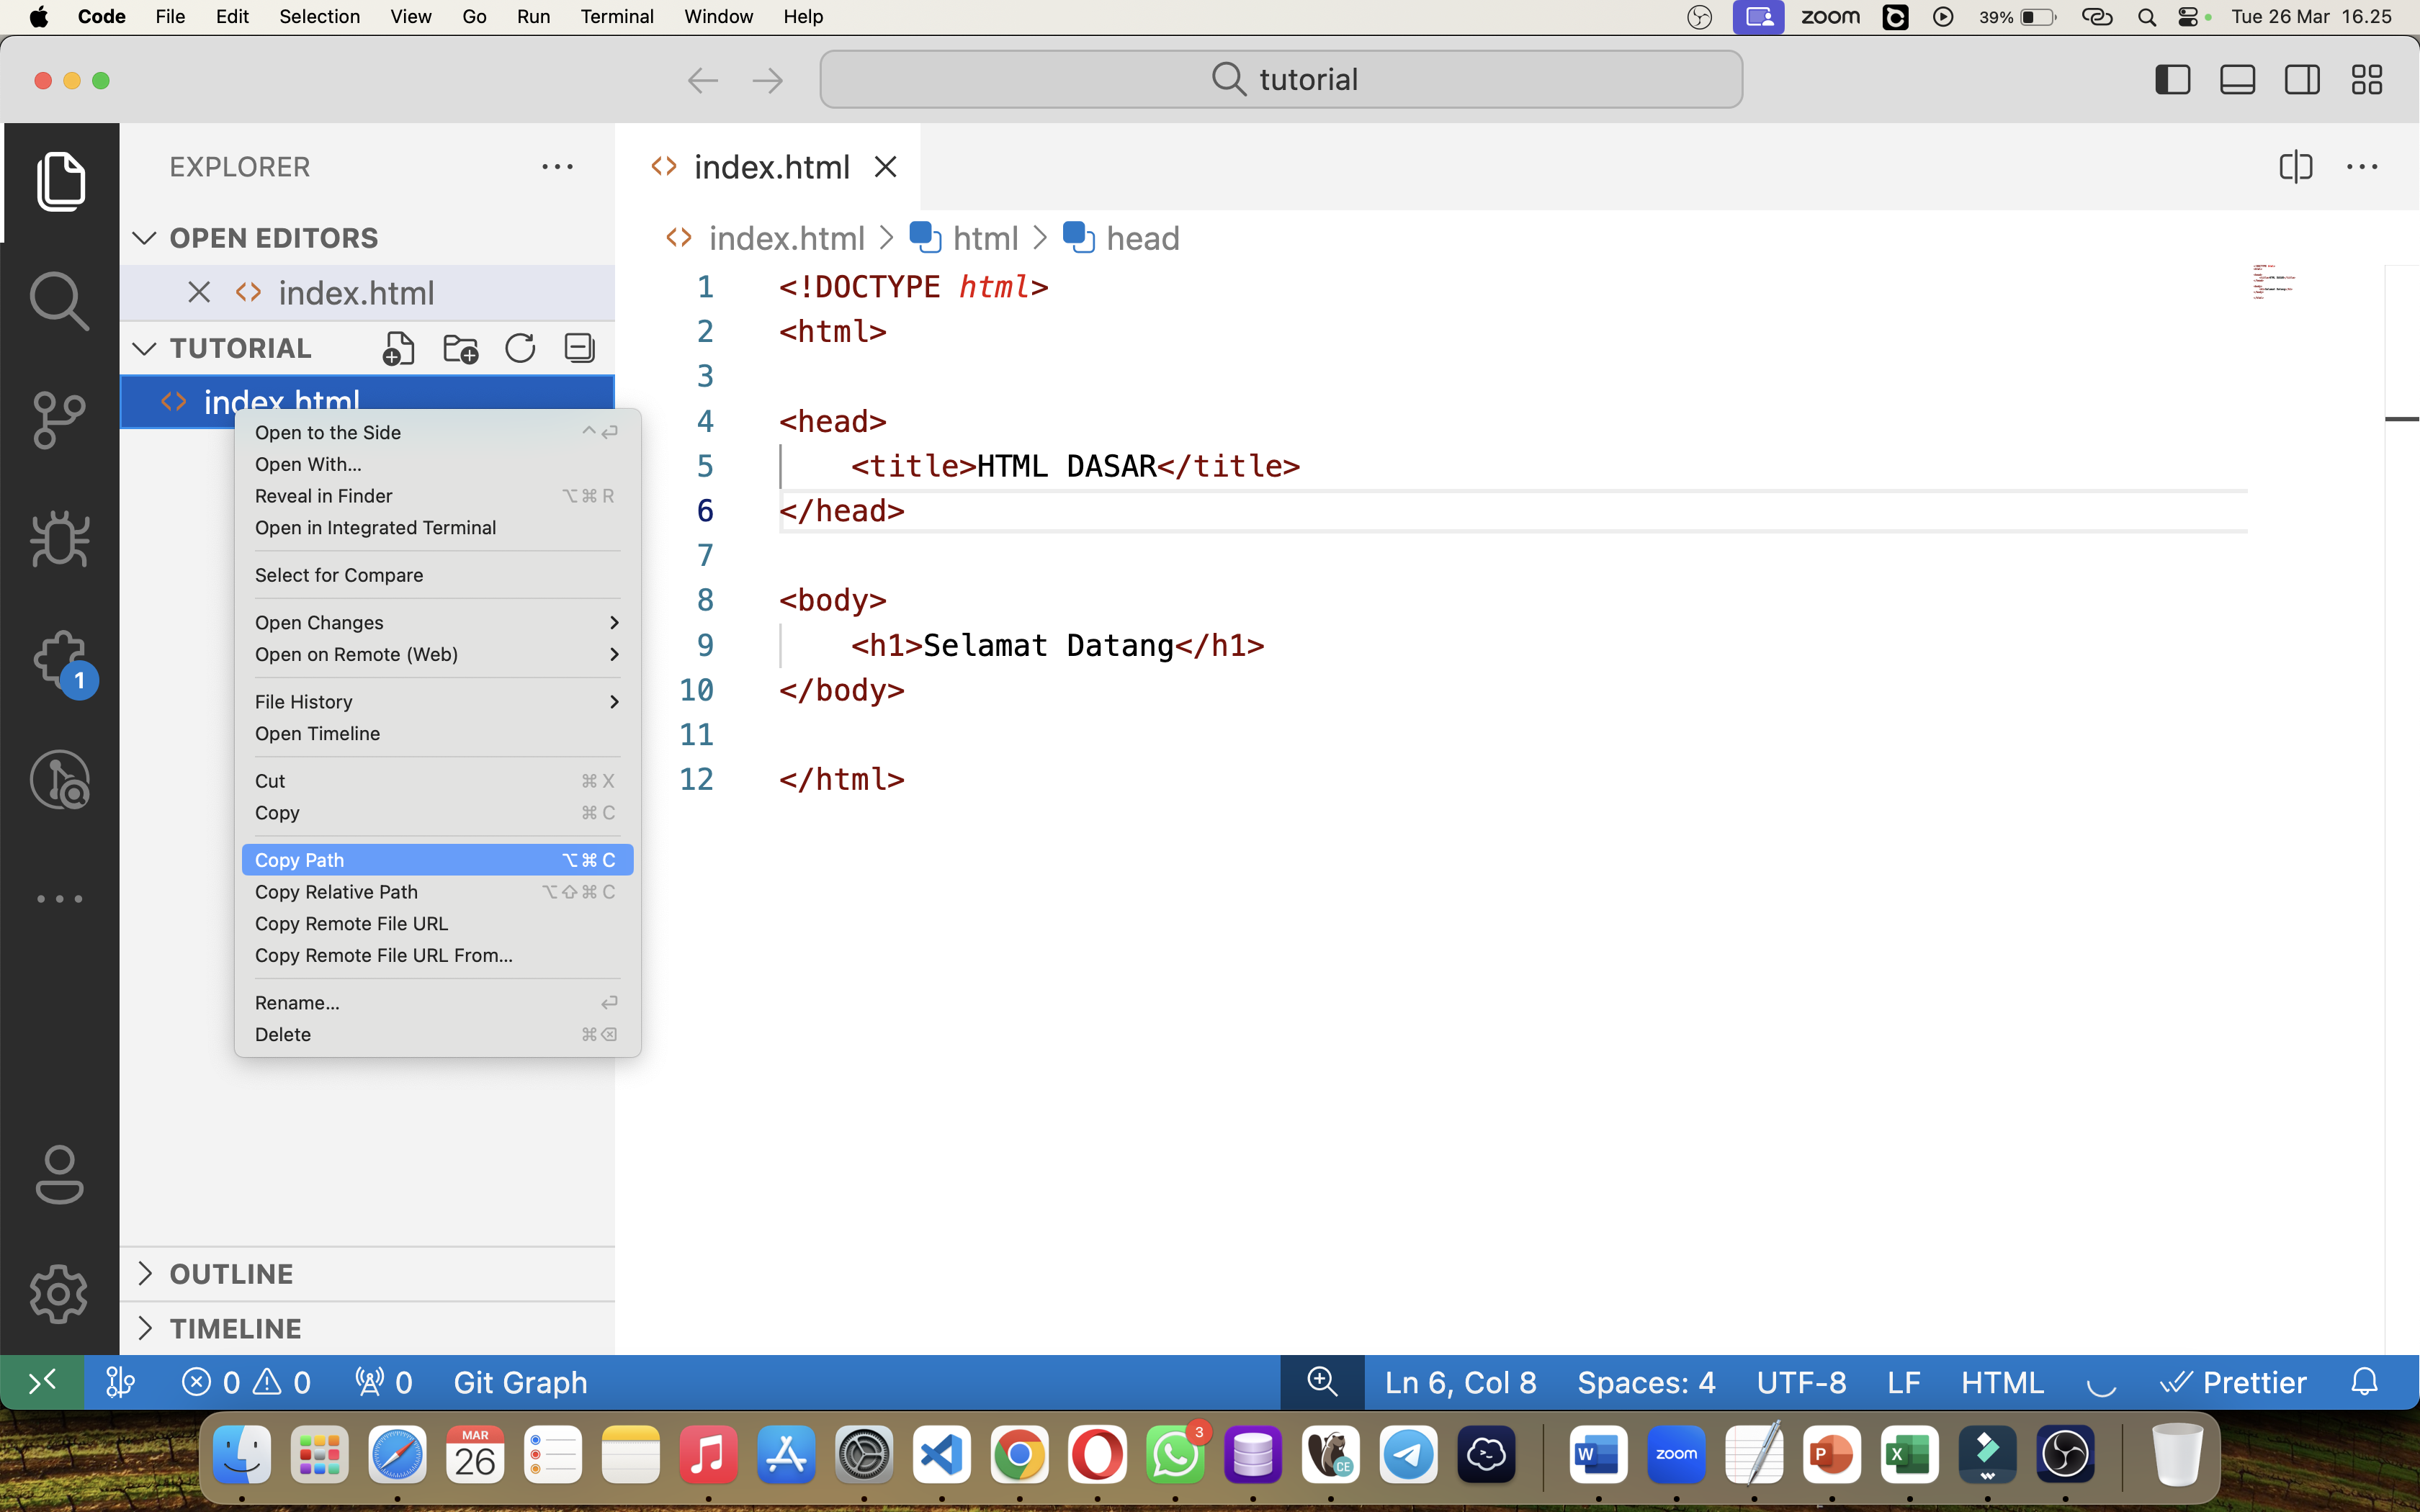 Code File Edit Selection View Go Run Terminal Window Help zoom 39% Tue 26 Mar 16.25
tutorial
EXPLORER
index.html
OPEN EDITORS
index.html
TUTORIAL
index.html
Open to the Side ^ ↩
Open With...
Reveal in Finder ⌥⌘R
Open in Integrated Terminal
Select for Compare
Open Changes
Open on Remote (Web)
File History
Open Timeline
Cut ⌘X
Copy ⌘C
Copy Path ⌥⌘C
Copy Relative Path ⌥⇧⌘C
Copy Remote File URL
Copy Remote File URL From...
Rename... ↩
Delete ⌘⌫
1
OUTLINE
TIMELINE
index.html > html > head
1 <!DOCTYPE html>
2 <html>
3
4 <head>
5 <title>HTML DASAR</title>
6 </head>
7
8 <body>
9 <h1>Selamat Datang</h1>
10 </body>
11
12 </html>
0 0 0 Git Graph Ln 6, Col 8 Spaces: 4 UTF-8 LF HTML Prettier
MAR
26
3
CE
W
zoom
P
X